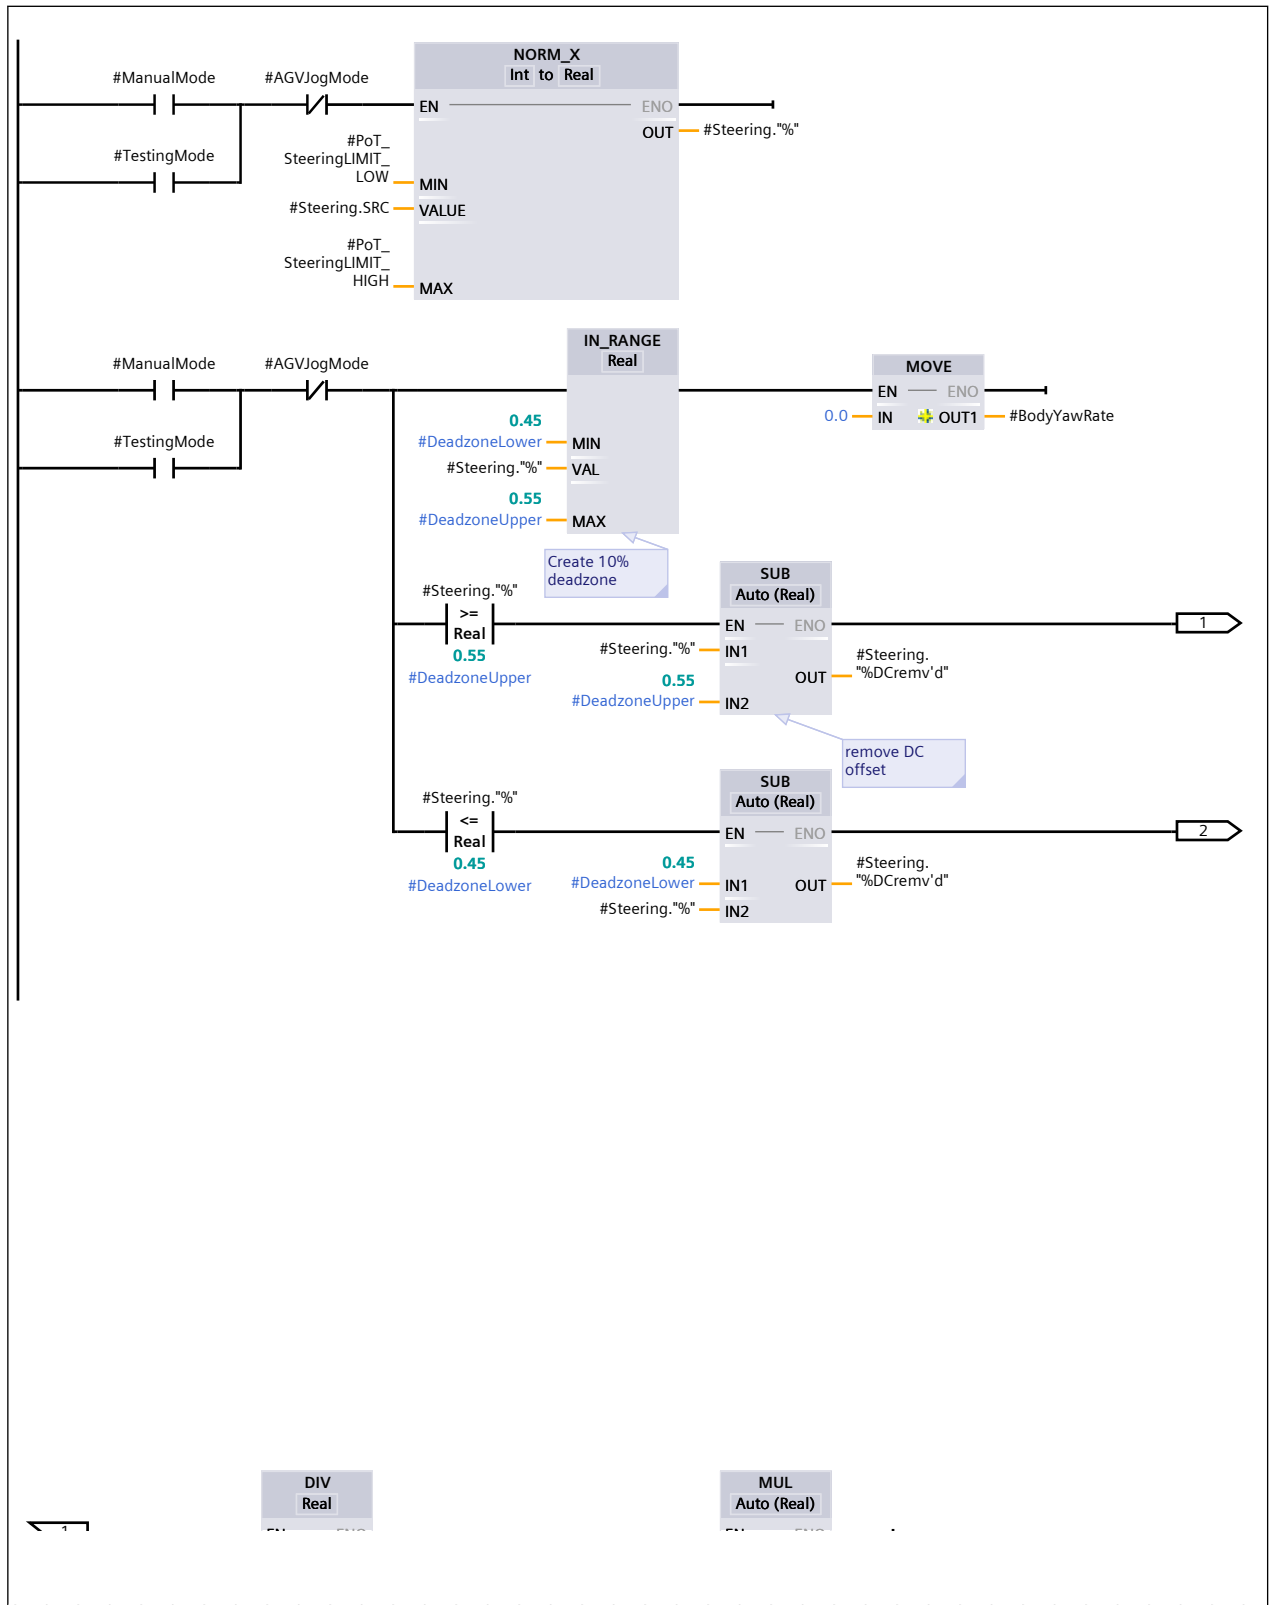 NORM_X
Int to Real
#ManualMode
#AGVJogMode
EN
ENO
OUT
#Steering."%"
#TestingMode
#PoT_
SteeringLIMIT_
LOW
MIN
#Steering.SRC
VALUE
#PoT_
SteeringLIMIT_
HIGH
MAX
IN_RANGE
Real
#ManualMode
#AGVJogMode
MOVE
EN
ENO
0.0
IN
OUT1
#BodyYawRate
#TestingMode
0.45
#DeadzoneLower
MIN
#Steering."%"
VAL
0.55
#DeadzoneUpper
MAX
Create 10%
deadzone
SUB
Auto (Real)
#Steering."%"
>=
Real
0.55
#DeadzoneUpper
EN
ENO
1
#Steering."%"
IN1
#Steering.
"%DCremv'd"
OUT
0.55
#DeadzoneUpper
IN2
remove DC
offset
SUB
Auto (Real)
#Steering."%"
<=
Real
0.45
#DeadzoneLower
EN
ENO
2
0.45
#DeadzoneLower
IN1
#Steering.
"%DCremv'd"
OUT
#Steering."%"
IN2
DIV
Real
MUL
Auto (Real)
1
EN
ENO
EN
ENO